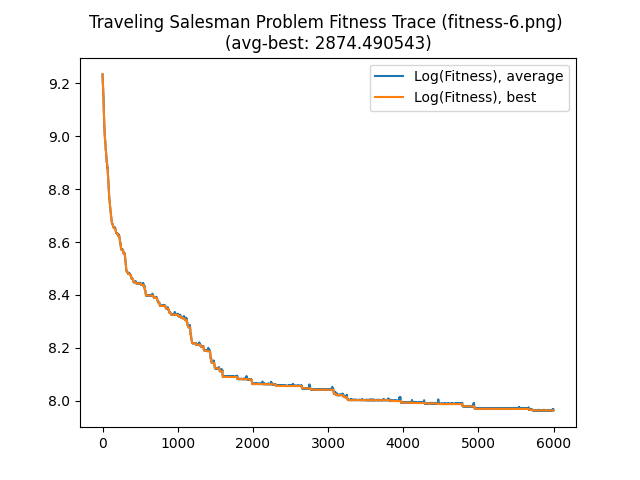 Traveling Salesman Problem Fitness Trace (fitness-6.png)
(avg-best: 2874.490543)
Log(Fitness), average
Log(Fitness), best
9.2
9.0
8.8
8.6
8.4
8.2
8.0
0 1000 2000 3000 4000 5000 6000